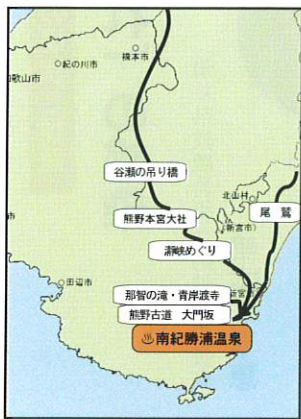 橋本市
紀の川市
和歌山市
谷瀬の吊り橋
北山村
尾鷲
熊野本宮大社
(新宮市)
瀞峡めぐり
田辺市
那智の滝・青岸渡寺
新宮
熊野古道 大門坂
♨南紀勝浦温泉